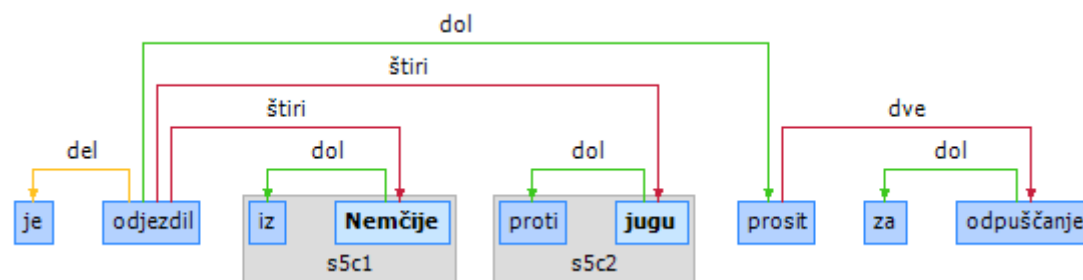 dol
štiri
štiri dve
del dol dol dol
je odjezdil iz Nemčije proti jugu prosit za odpuščanje
s5c1 s5c2